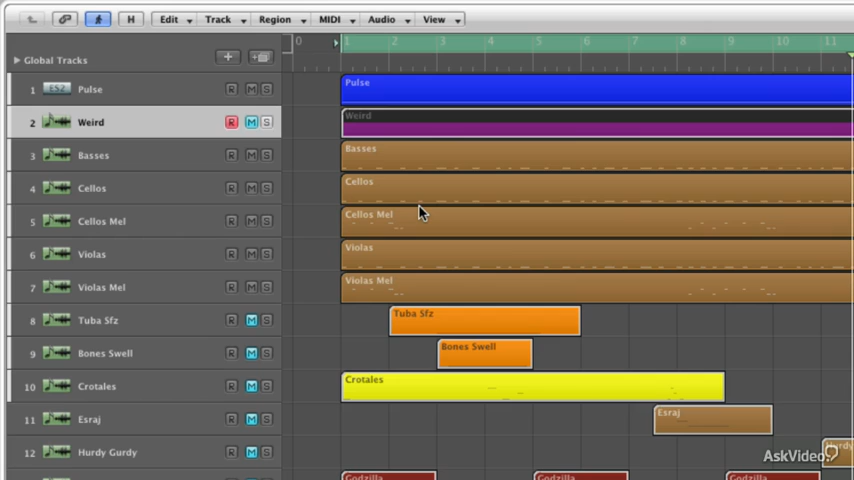 H Edit Track Region MIDI Audio View
Global Tracks 0 1 2 3 4 5 6 7 8 9 10 11
1 ES2 Pulse R M S Pulse
2 Weird R M S Weird
3 Basses R M S Basses
4 Cellos R M S Cellos
5 Cellos Mel R M S Cellos Mel
6 Violas R M S Violas
7 Violas Mel R M S Violas Mel
8 Tuba Sfz R M S Tuba Sfz
9 Bones Swell R M S Bones Swell
10 Crotales R M S Crotales
11 Esraj R M S Esraj
12 Hurdy Gurdy R M S Hurdy
AskVideo
Godzilla Godzilla Godzilla